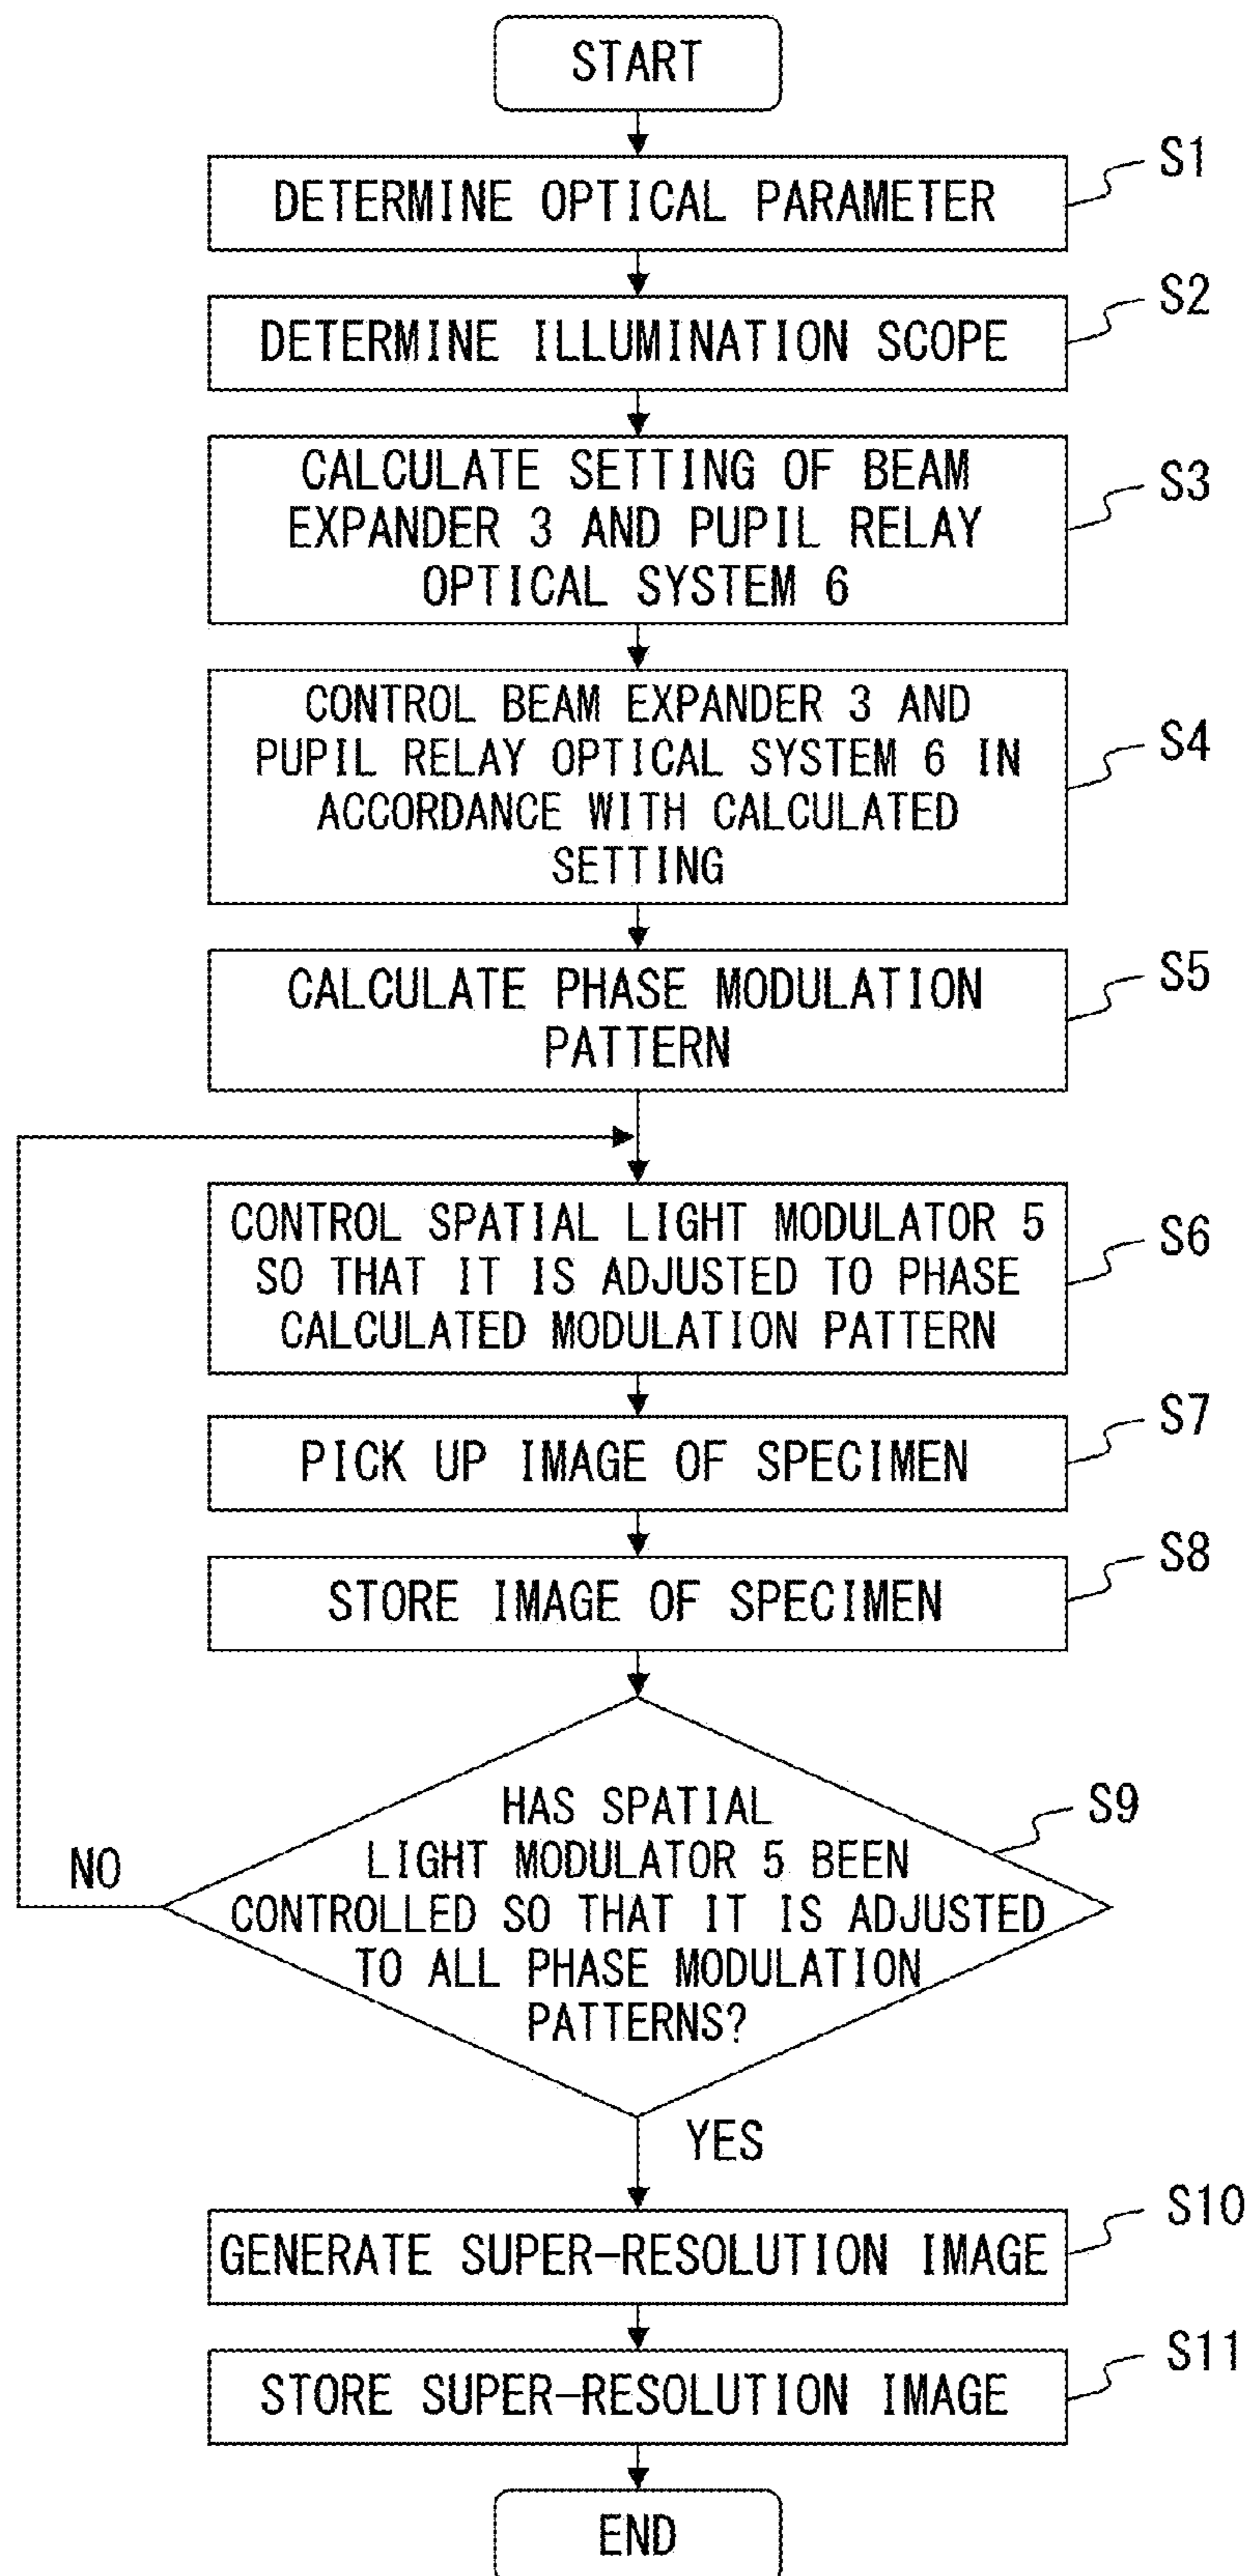 START
DETERMINE OPTICAL PARAMETER
S1
DETERMINE ILLUMINATION SCOPE
S2
CALCULATE SETTING OF BEAM
EXPANDER 3 AND PUPIL RELAY
OPTICAL SYSTEM 6
S3
CONTROL BEAM EXPANDER 3 AND
PUPIL RELAY OPTICAL SYSTEM 6 IN
ACCORDANCE WITH CALCULATED
SETTING
S4
CALCULATE PHASE MODULATION
PATTERN
S5
CONTROL SPATIAL LIGHT MODULATOR 5
SO THAT IT IS ADJUSTED TO PHASE
CALCULATED MODULATION PATTERN
S6
PICK UP IMAGE OF SPECIMEN
S7
STORE IMAGE OF SPECIMEN
S8
HAS SPATIAL
LIGHT MODULATOR 5 BEEN
CONTROLLED SO THAT IT IS ADJUSTED
TO ALL PHASE MODULATION
PATTERNS?
S9
NO
YES
GENERATE SUPER-RESOLUTION IMAGE
S10
STORE SUPER-RESOLUTION IMAGE
S11
END